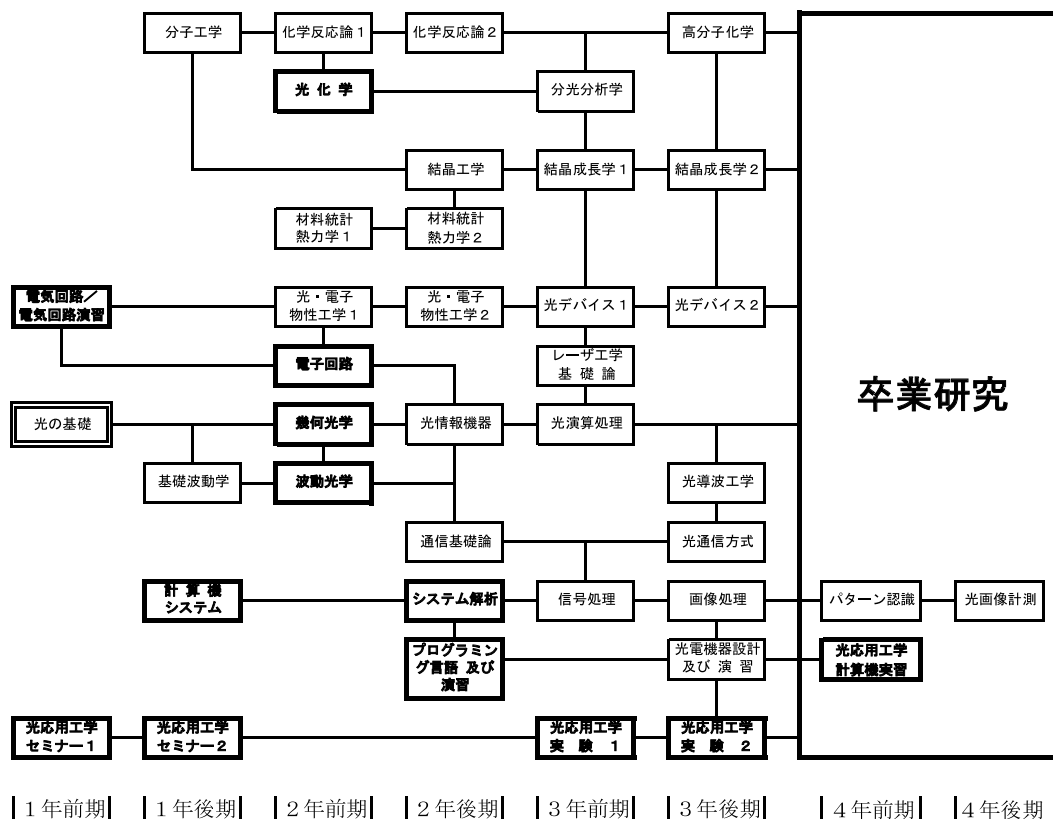 分子工学
化学反応論１
化学反応論２
高分子化学
光 化 学
分光分析学
結晶工学
結晶成長学１
結晶成長学２
材料統計
熱力学１
材料統計
熱力学２
電気回路／
電気回路演習
光・電子
物性工学１
光・電子
物性工学２
光デバイス１
光デバイス２
電子回路
レーザ工学
基 礎 論
卒業研究
光の基礎
幾何光学
光情報機器
光演算処理
基礎波動学
波動光学
光導波工学
通信基礎論
光通信方式
計 算 機
システム
システム解析
信号処理
画像処理
パターン認識
光画像計測
プログラミン
グ言語 及び
演習
光電機器設計
及び 演 習
光応用工学
計算機実習
光応用工学
セミナー１
光応用工学
セミナー２
光応用工学
実 験 １
光応用工学
実 験 ２
１年前期
１年後期
２年前期
２年後期
３年前期
３年後期
４年前期
４年後期